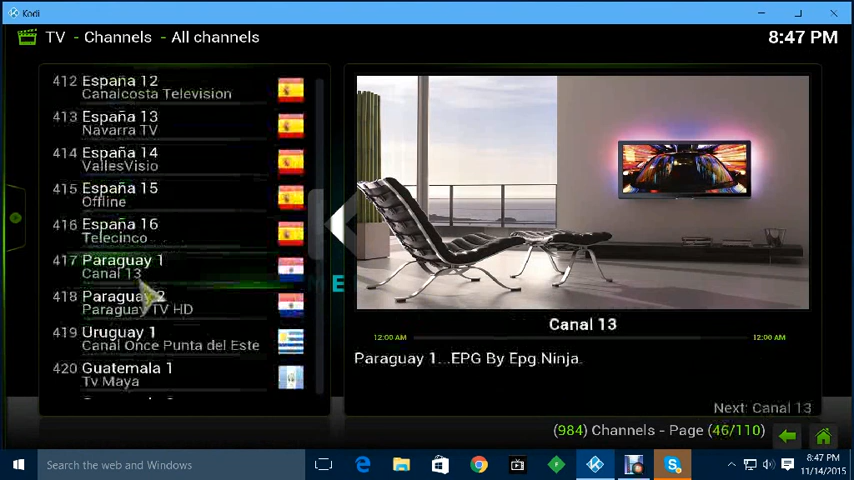 Kodi
TV - Channels - All channels
8:47 PM
412 España 12
Canalcosta Television
413 España 13
Navarra TV
414 España 14
VallesVisio
415 España 15
Offline
416 España 16
Telecinco
417 Paraguay 1
Canal 13
418 Paraguay 2
Paraguay TV HD
419 Uruguay 1
Canal Once Punta del Este
420 Guatemala 1
Tv Maya
Canal 13
12:00 AM
12:00 AM
Paraguay 1...EPG By Epg.Ninja.
Next: Canal 13
(984) Channels - Page (46/110)
Search the web and Windows
8:47 PM
11/14/2015